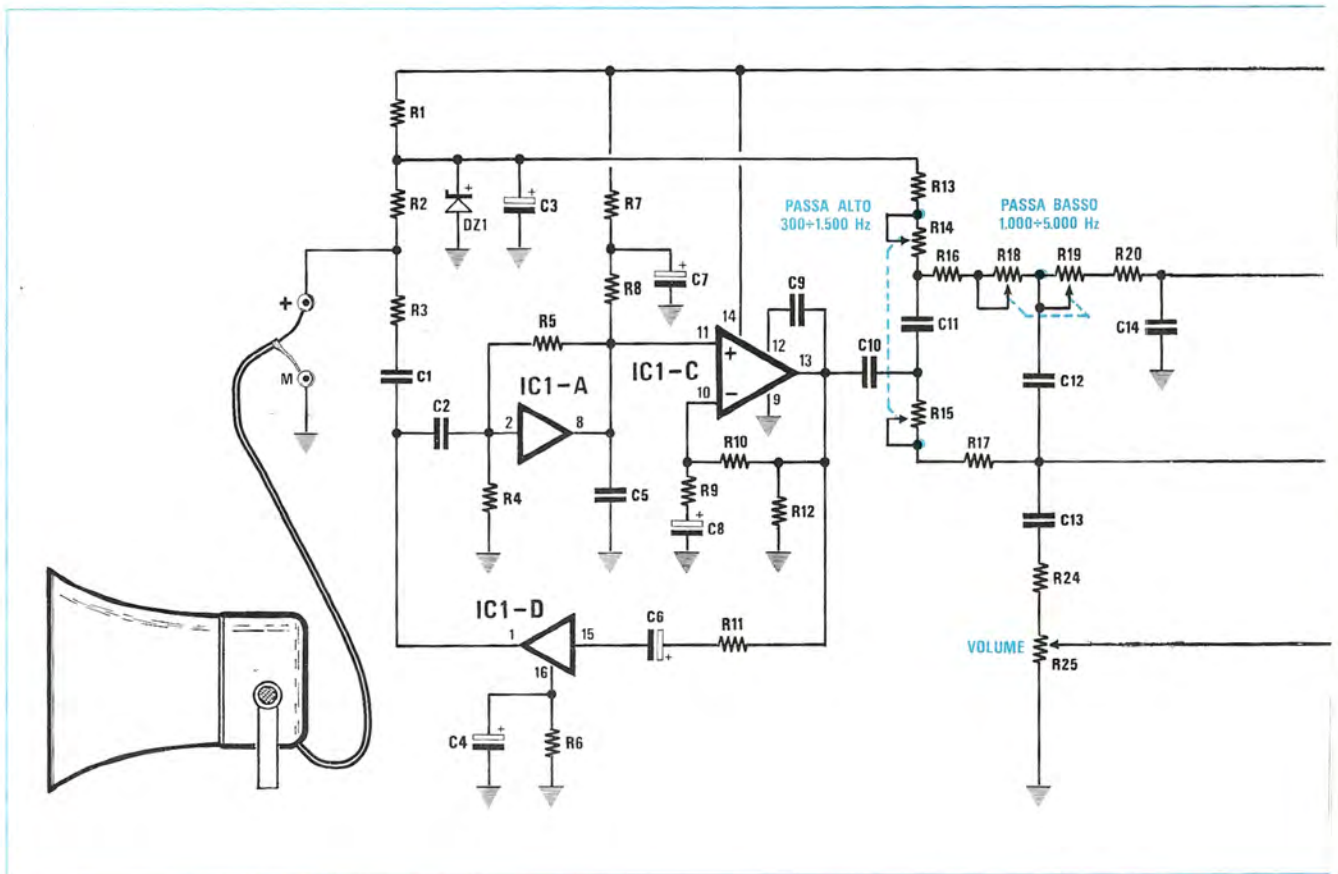 R1
R2
DZ1
C3
R7
R13
PASSA ALTO
300÷1.500 Hz
R14
PASSA BASSO
1.000÷5.000 Hz
R16
R18
R19
R20
+
R3
R8
C7
C9
14
C11
C14
R5
11
+
12
C10
M
C1
IC1-A
IC1-C
13
C12
C2
2
8
10
-
9
R15
R10
R17
R4
C5
R9
R12
C8
C13
IC1-D
R24
1
15
C6
R11
+
16
VOLUME
R25
C4
+
R6